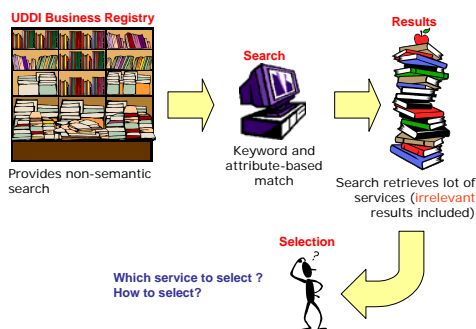 UDDI Business Registry
Provides non-semantic
search
Search
Keyword and
attribute-based
match
Results
Search retrieves lot of
services (irrelevant
results included)
Selection
?
Which service to select ?
How to select?